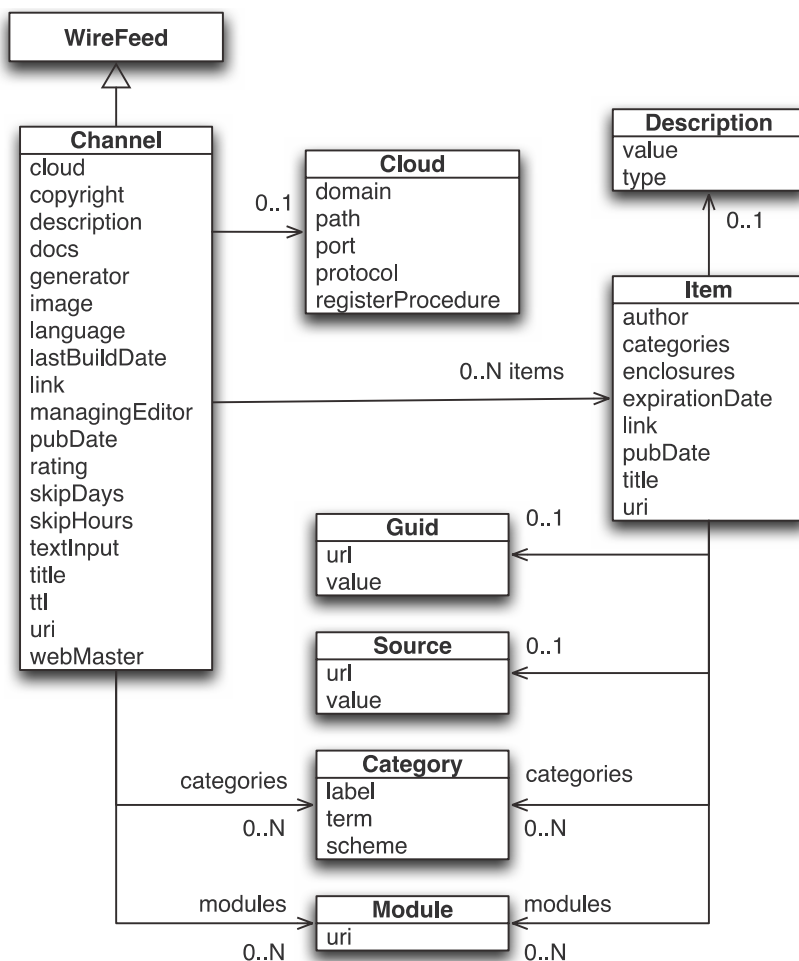 WireFeed
Channel
cloud
copyright
description
docs
generator
image
language
lastBuildDate
link
managingEditor
pubDate
rating
skipDays
skipHours
textInput
title
ttl
uri
webMaster
0..1
Cloud
domain
path
port
protocol
registerProcedure
Description
value
type
0..1
Item
author
categories
enclosures
expirationDate
link
pubDate
title
uri
0..N items
Guid
url
value
0..1
Source
url
value
0..1
categories
0..N
Category
label
term
scheme
categories
0..N
modules
0..N
Module
uri
modules
0..N